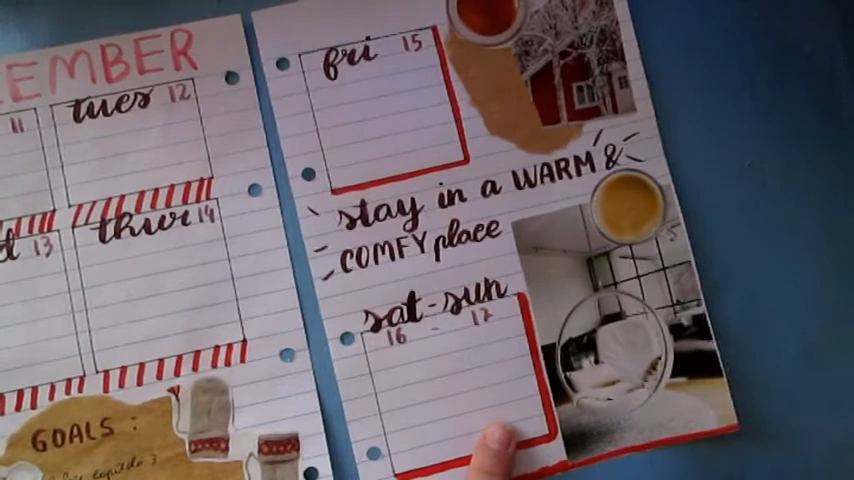 EMBER
11
tues 12
13
thur 14
GOALS :
fri 15
stay in a WARM &
COMFY place
sat-sun
16 - 17